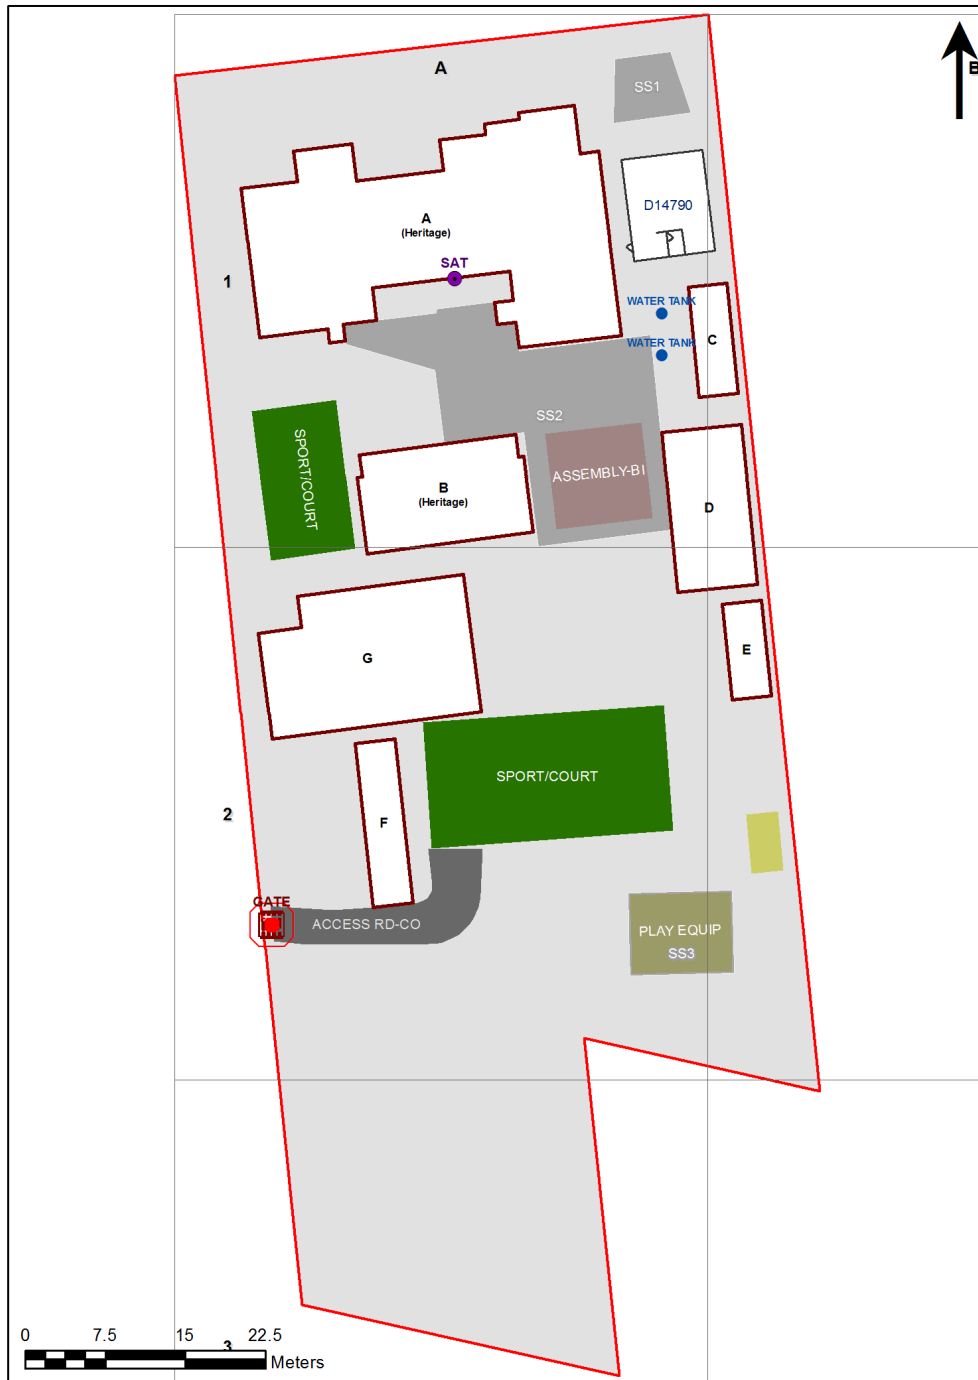 A
B
SS1
D14790
A
(Heritage)
SAT
1
WATER TANK
C
WATER TANK
SS2
SPORT/COURT
ASSEMBLY-BI
B
(Heritage)
D
E
G
SPORT/COURT
2
F
GATE
ACCESS RD-CO
PLAY EQUIP
SS3
0 7.5 15 22.5
3
Meters